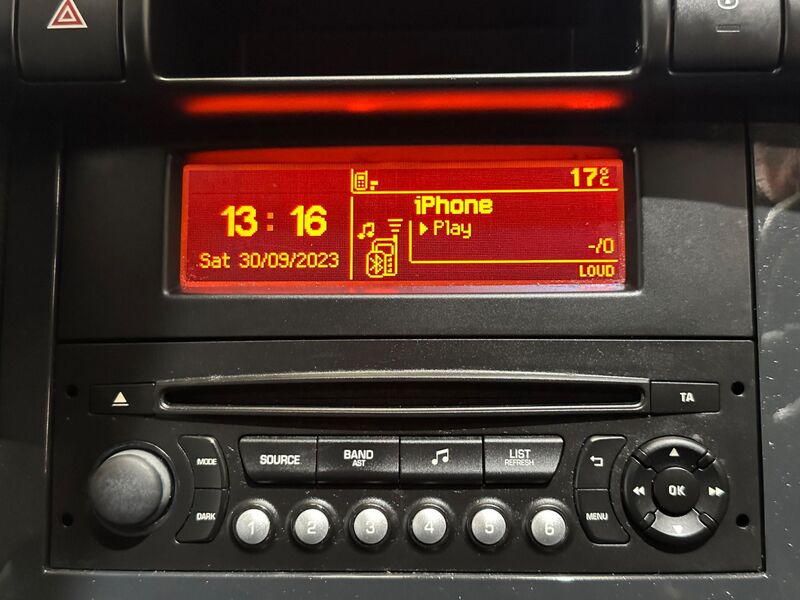 17°C
13:16
Sat 30/09/2023
iPhone
Play
-/0
LOUD
TA
MODE
SOURCE
BAND
AST
LIST
REFRESH
DARK
MENU
OK
1 2 3 4 5 6